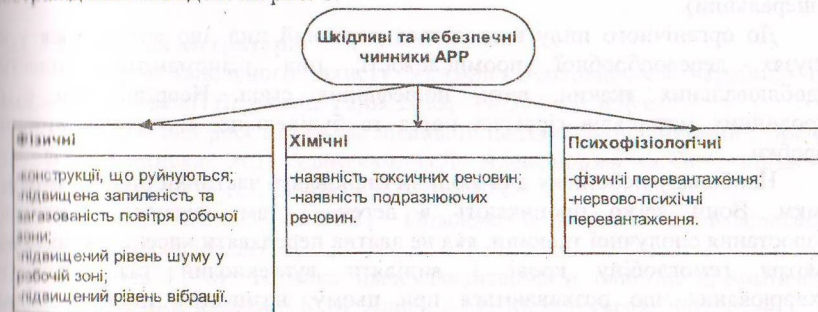 Шкідливі та небезпечні
чинники АРР
Фізичні
-конструкції, що руйнуються;
-підвищена запиленість та
загазованість повітря робочої
зони;
-підвищений рівень шуму у
робочій зоні;
-підвищений рівень вібрації.
Хімічні
-наявність токсичних речовин;
-наявність подразнюючих
речовин.
Психофізіологічні
-фізичні перевантаження;
-нервово-психічні
перевантаження.